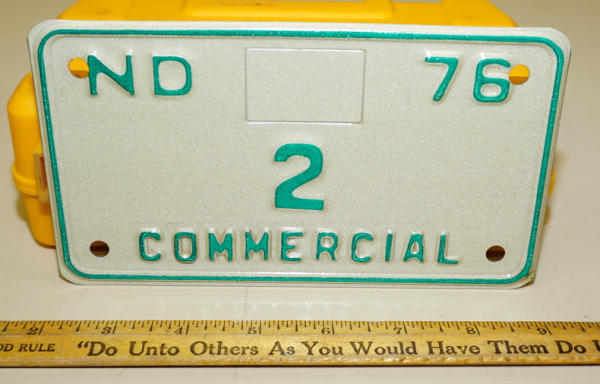 ND 76
2
COMMERCIAL
2 3 4 5 6 7 8 9
OD RULE "Do Unto Others As You Would Have Them Do